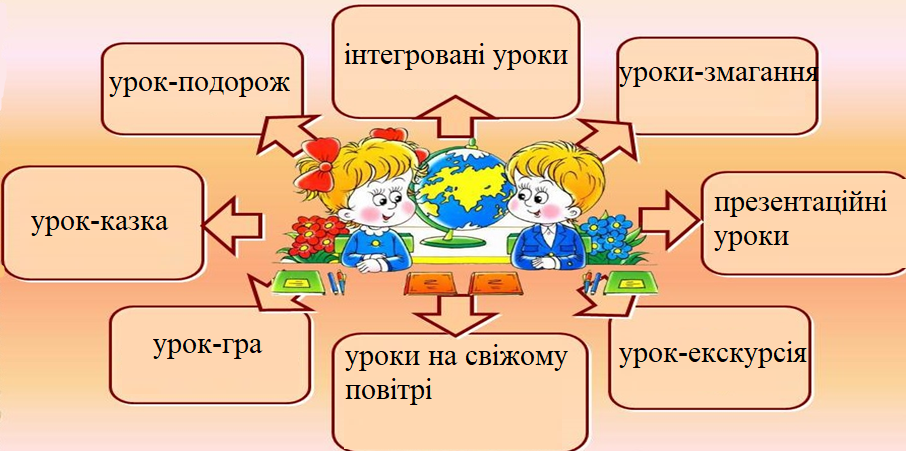 інтегровані уроки
урок-подорож
уроки-змагання
урок-казка
презентаційні
уроки
урок-гра
уроки на свіжому
повітрі
урок-екскурсія